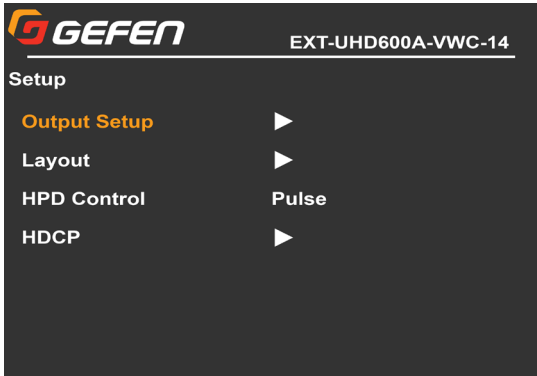 GEFEN
EXT-UHD600A-VWC-14
Setup
Output Setup
Layout
HPD Control Pulse
HDCP